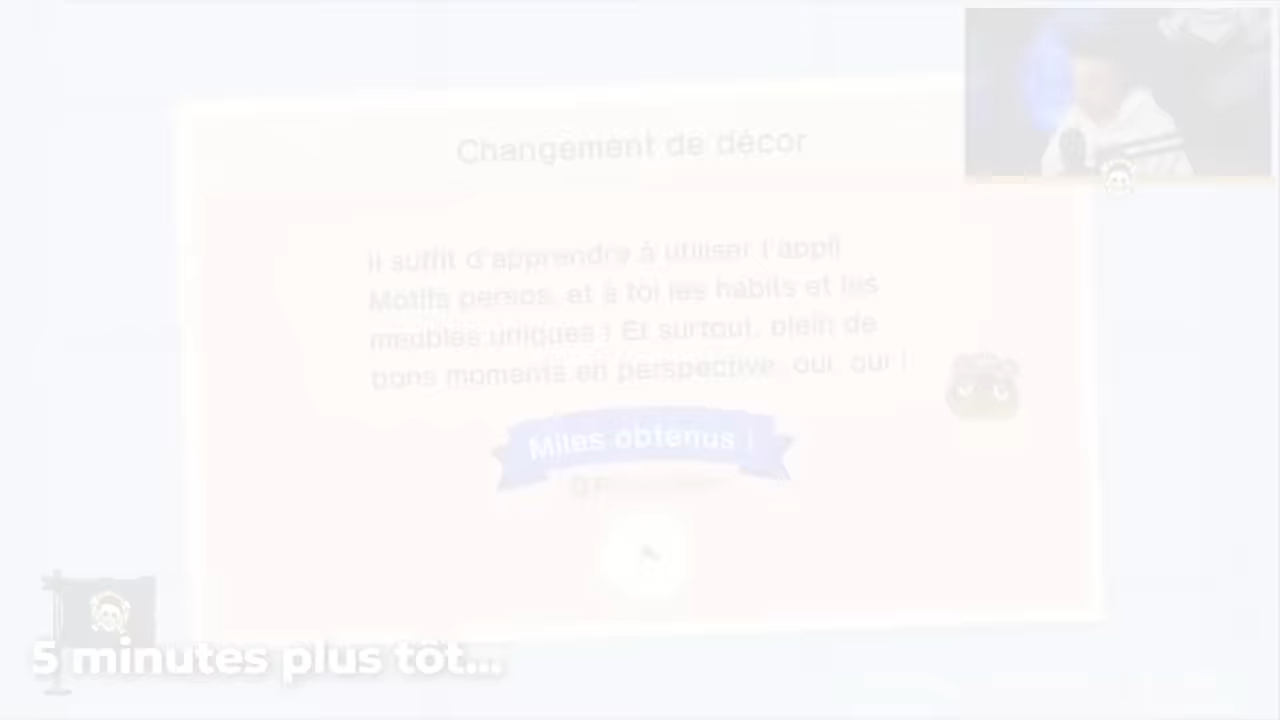 Changement de décor
Il suffit d'apprendre à utiliser l'appli
Motifs persos, et à toi les habits et les
meubles uniques ! Et surtout, plein de
bons moments en perspective, oui, oui !
Miles obtenus !
5 minutes plus tôt...